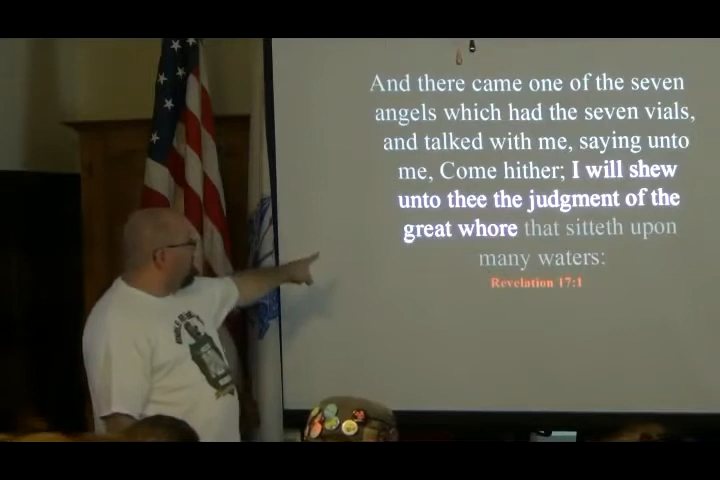 And there came one of the seven
angels which had the seven vials,
and talked with me, saying unto
me, Come hither; I will shew
unto thee the judgment of the
great whore that sitteth upon
many waters:
Revelation 17:1